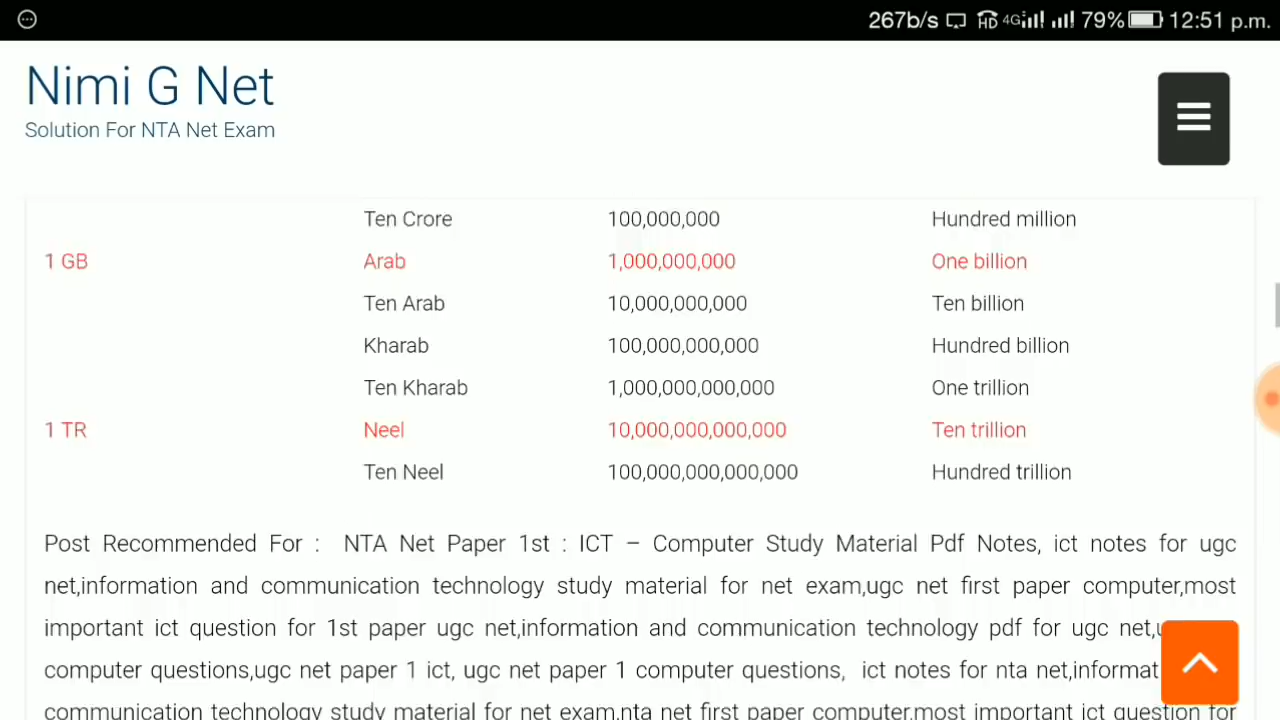 267b/s HD 4G 79% 12:51 p.m.
Nimi G Net
Solution For NTA Net Exam
Ten Crore 100,000,000 Hundred million
1 GB Arab 1,000,000,000 One billion
Ten Arab 10,000,000,000 Ten billion
Kharab 100,000,000,000 Hundred billion
Ten Kharab 1,000,000,000,000 One trillion
1 TR Neel 10,000,000,000,000 Ten trillion
Ten Neel 100,000,000,000,000 Hundred trillion
Post Recommended For : NTA Net Paper 1st : ICT – Computer Study Material Pdf Notes, ict notes for ugc
net,information and communication technology study material for net exam,ugc net first paper computer,most
important ict question for 1st paper ugc net,information and communication technology pdf for ugc net,
computer questions,ugc net paper 1 ict, ugc net paper 1 computer questions, ict notes for nta net,informat
communication technology study material for net exam,nta net first paper computer,most important ict question for